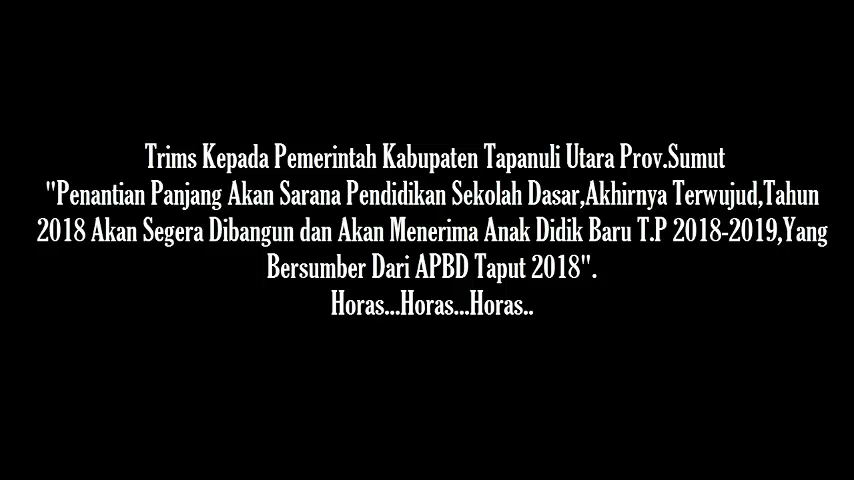 Trims Kepada Pemerintah Kabupaten Tapanuli Utara Prov.Sumut
"Penantian Panjang Akan Sarana Pendidikan Sekolah Dasar,Akhirnya Terwujud,Tahun
2018 Akan Segera Dibangun dan Akan Menerima Anak Didik Baru T.P 2018-2019,Yang
Bersumber Dari APBD Taput 2018".
Horas...Horas...Horas..